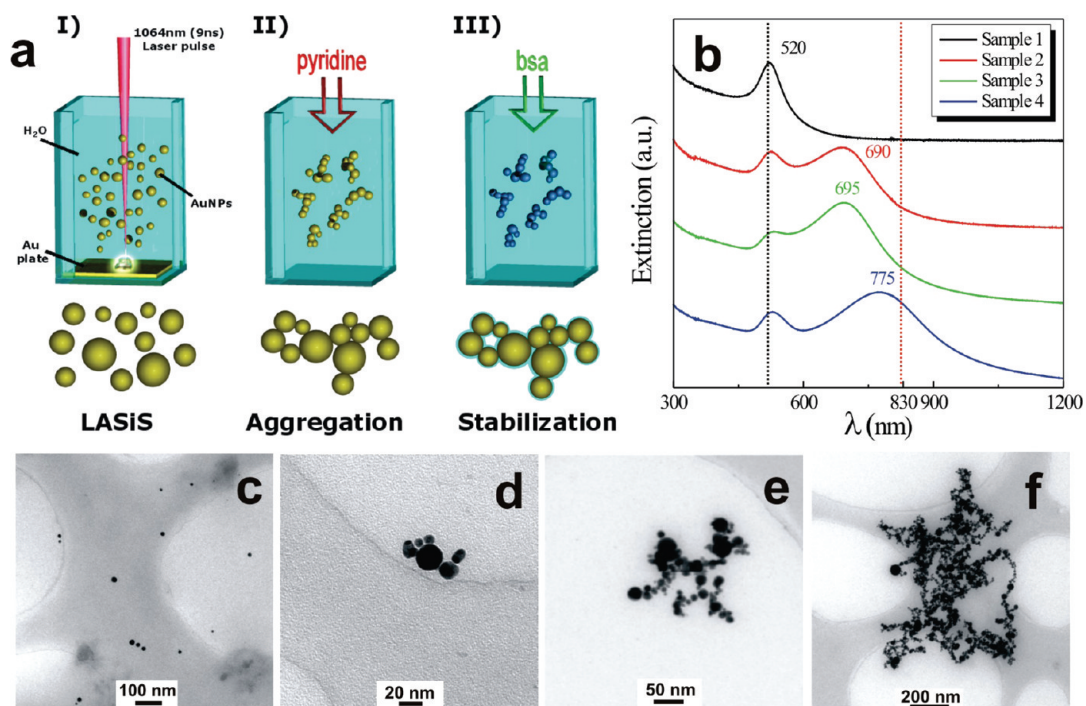 a
I)
II)
III)
1064nm (9ns)
Laser pulse
pyridine
bsa
H₂O
AuNPs
Au
plate
LASiS
Aggregation
Stabilization
b
520
Sample 1
Sample 2
Sample 3
Sample 4
690
695
775
Extinction (a.u.)
300
600
830
900
1200
λ (nm)
c
100 nm
d
20 nm
e
50 nm
f
200 nm